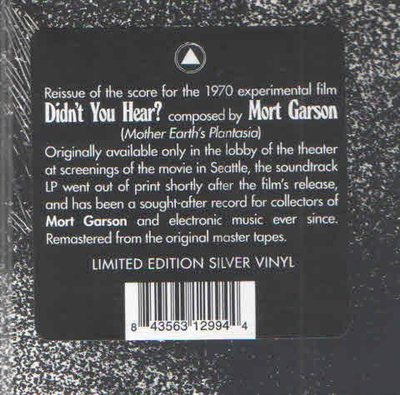 Reissue of the score for the 1970 experimental film
Didn't You Hear? composed by Mort Garson
(Mother Earth's Plantasia)
Originally available only in the lobby of the theater
at screenings of the movie in Seattle, the soundtrack
LP went out of print shortly after the film's release,
and has been a sought-after record for collectors of
Mort Garson and electronic music ever since.
Remastered from the original master tapes.
LIMITED EDITION SILVER VINYL
8 43563 12994 4